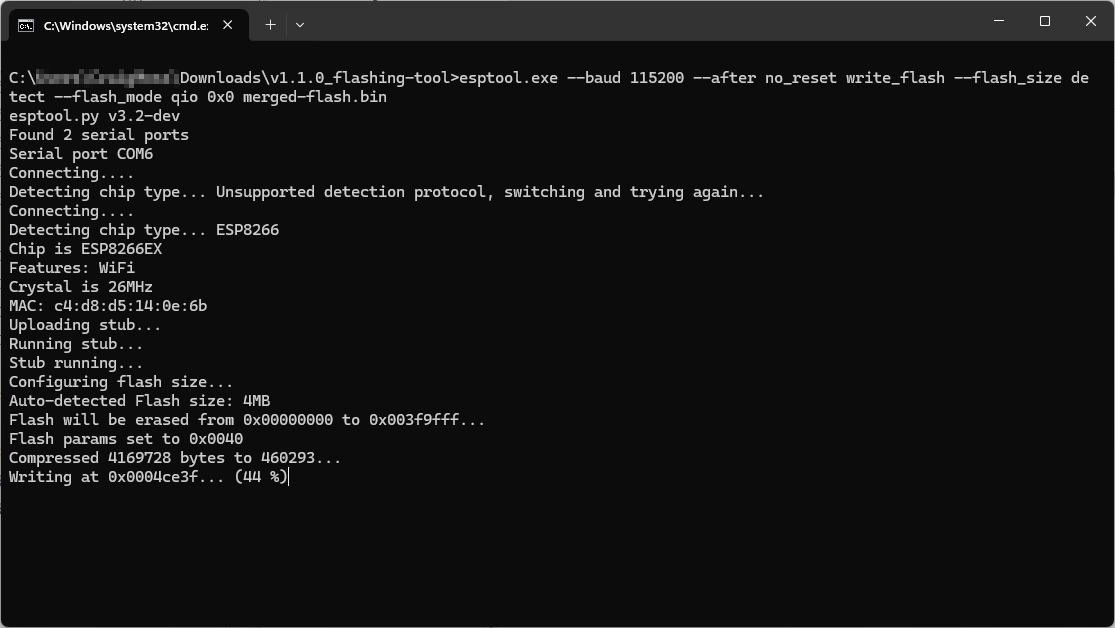 C:\Windows\system32\cmd.e
C:\ Downloads\v1.1.0_flashing-tool>esptool.exe --baud 115200 --after no_reset write_flash --flash_size de
tect --flash_mode qio 0x0 merged-flash.bin
esptool.py v3.2-dev
Found 2 serial ports
Serial port COM6
Connecting....
Detecting chip type... Unsupported detection protocol, switching and trying again...
Connecting....
Detecting chip type... ESP8266
Chip is ESP8266EX
Features: WiFi
Crystal is 26MHz
MAC: c4:d8:d5:14:0e:6b
Uploading stub...
Running stub...
Stub running...
Configuring flash size...
Auto-detected Flash size: 4MB
Flash will be erased from 0x00000000 to 0x003f9fff...
Flash params set to 0x0040
Compressed 4169728 bytes to 460293...
Writing at 0x0004ce3f... (44 %)